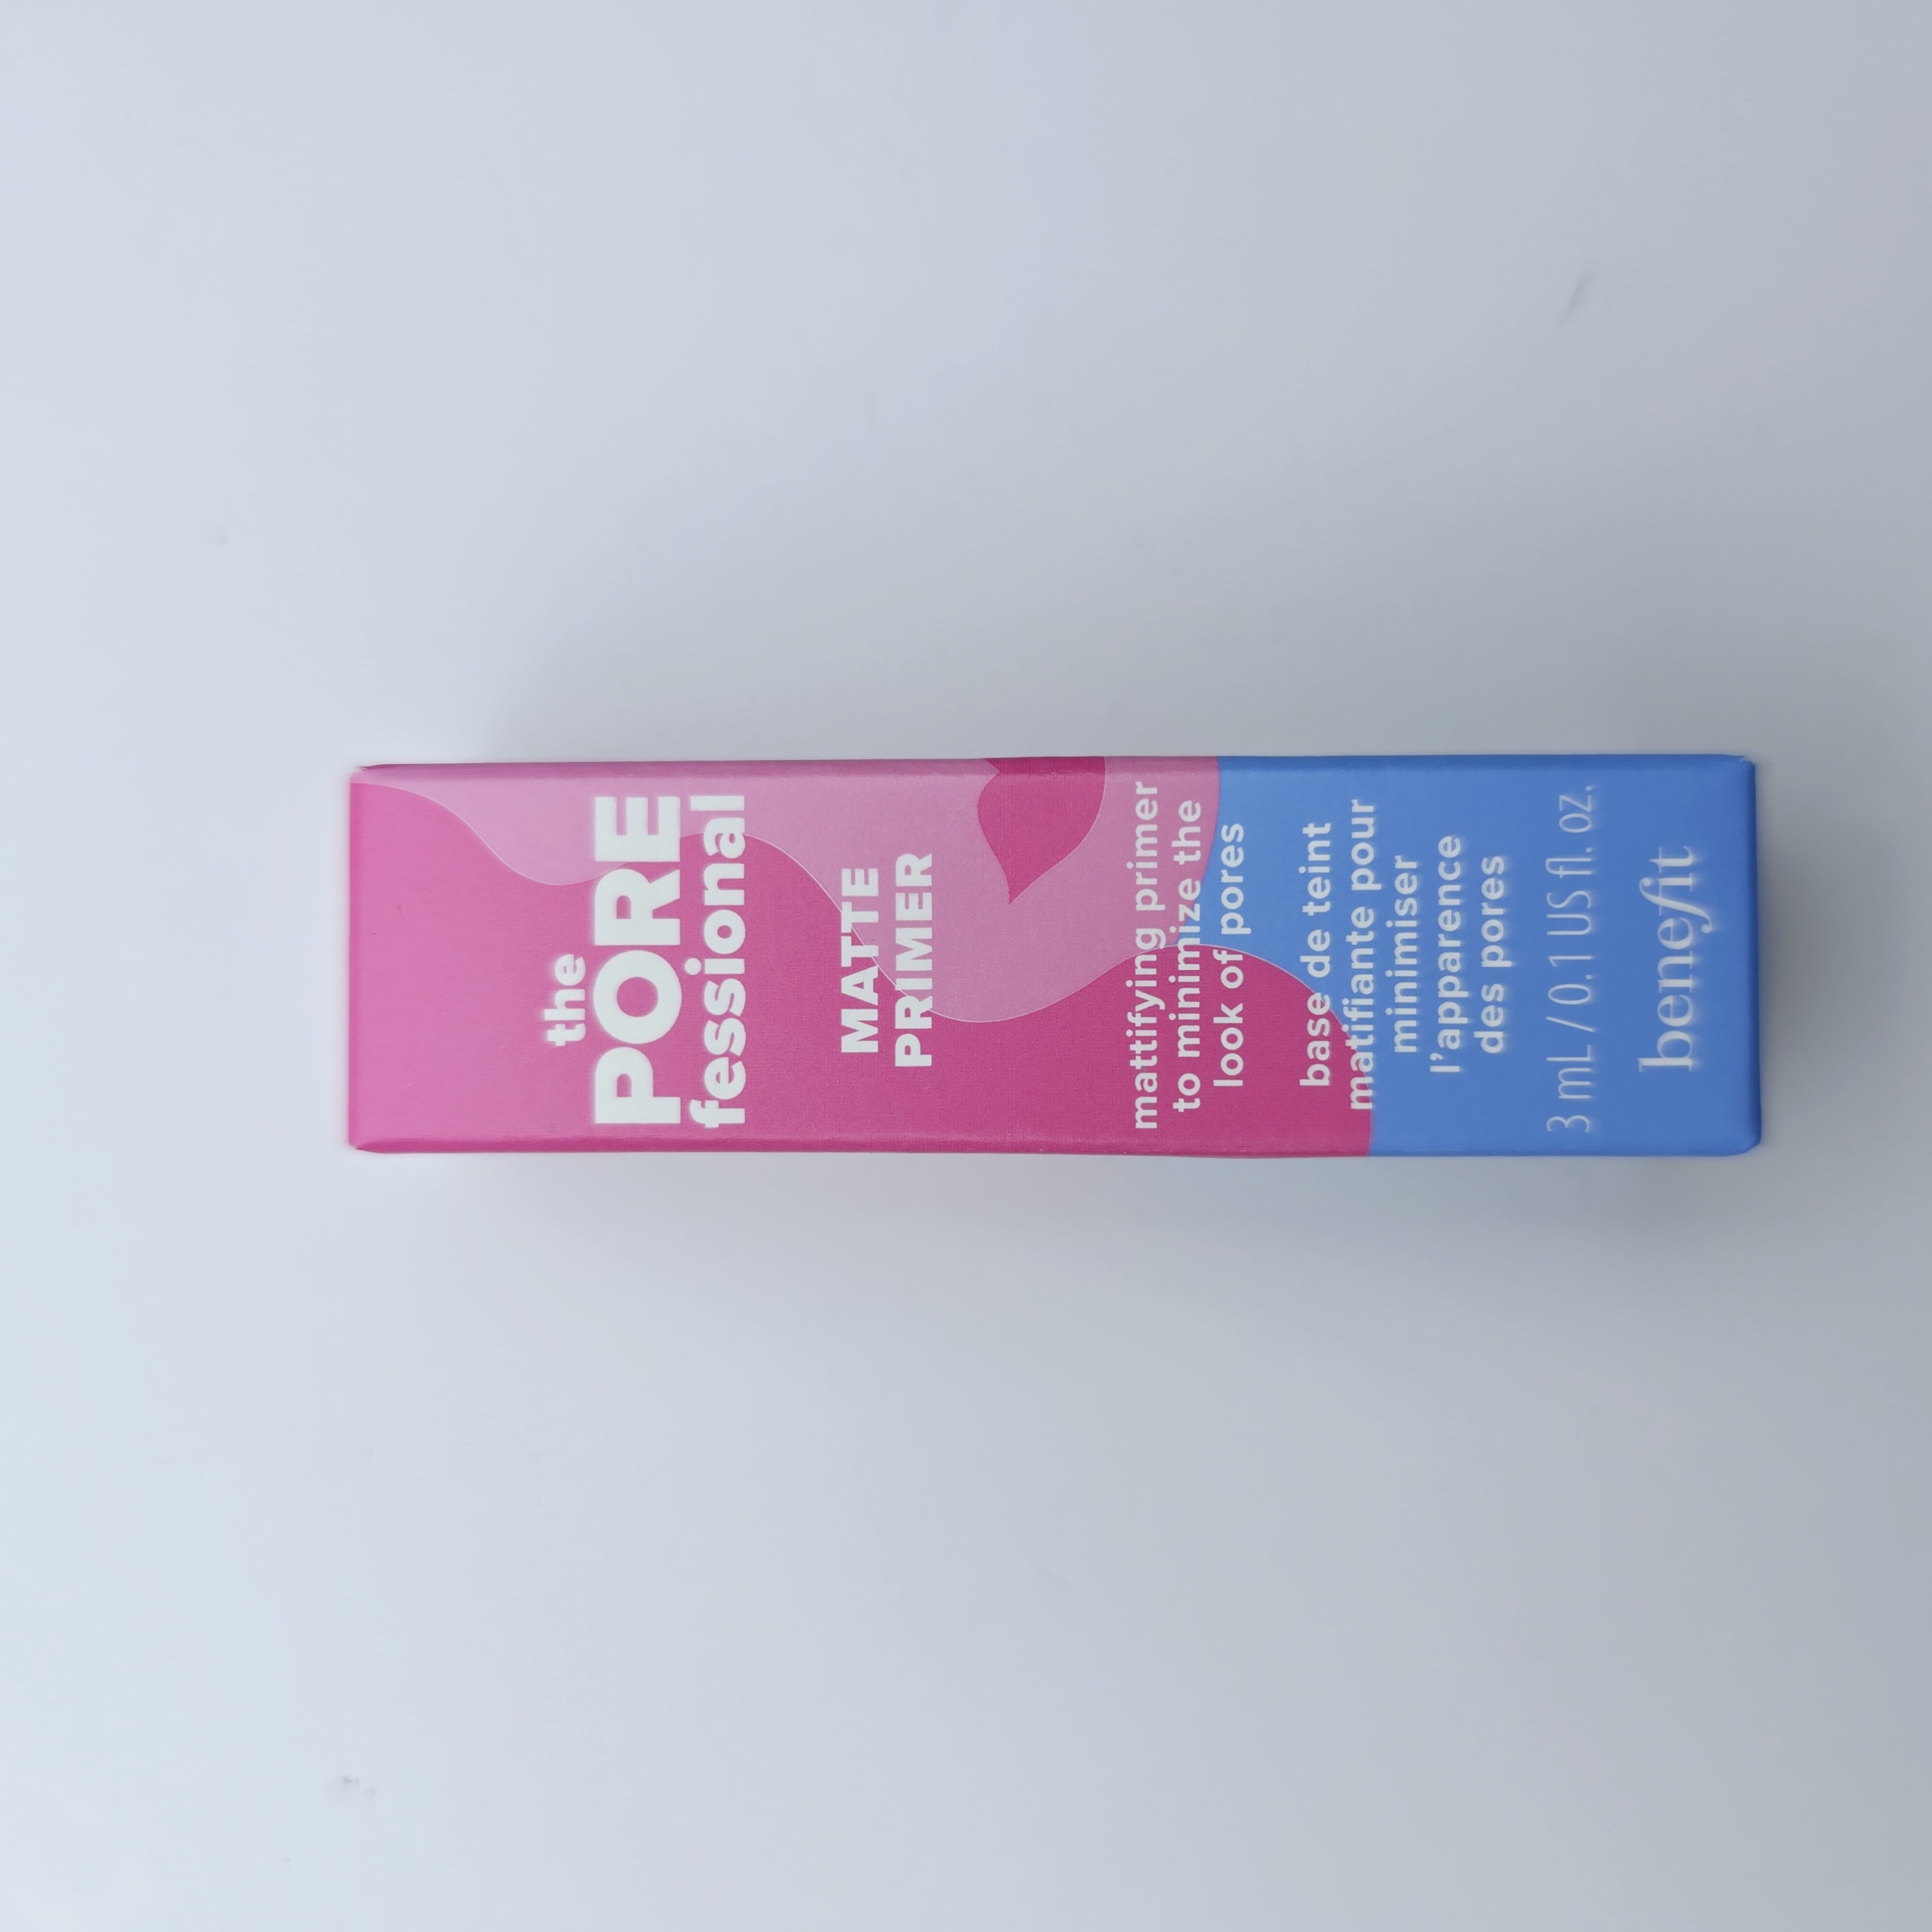 the
PORE
fessional
MATTE
PRIMER
mattifying primer
to minimize the
look of pores
base de teint
matifiante pour
minimiser
l'apparence
des pores
3 mL / 0.1 US fl. oz.
benefit